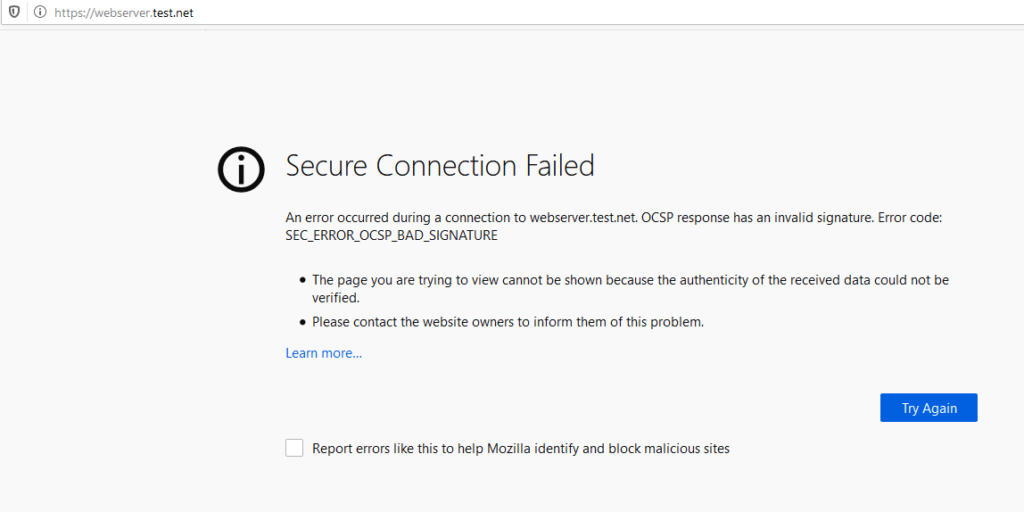 https://webserver.test.net
Secure Connection Failed
An error occurred during a connection to webserver.test.net. OCSP response has an invalid signature. Error code:
SEC_ERROR_OCSP_BAD_SIGNATURE
• The page you are trying to view cannot be shown because the authenticity of the received data could not be
verified.
• Please contact the website owners to inform them of this problem.
Learn more...
Try Again
Report errors like this to help Mozilla identify and block malicious sites